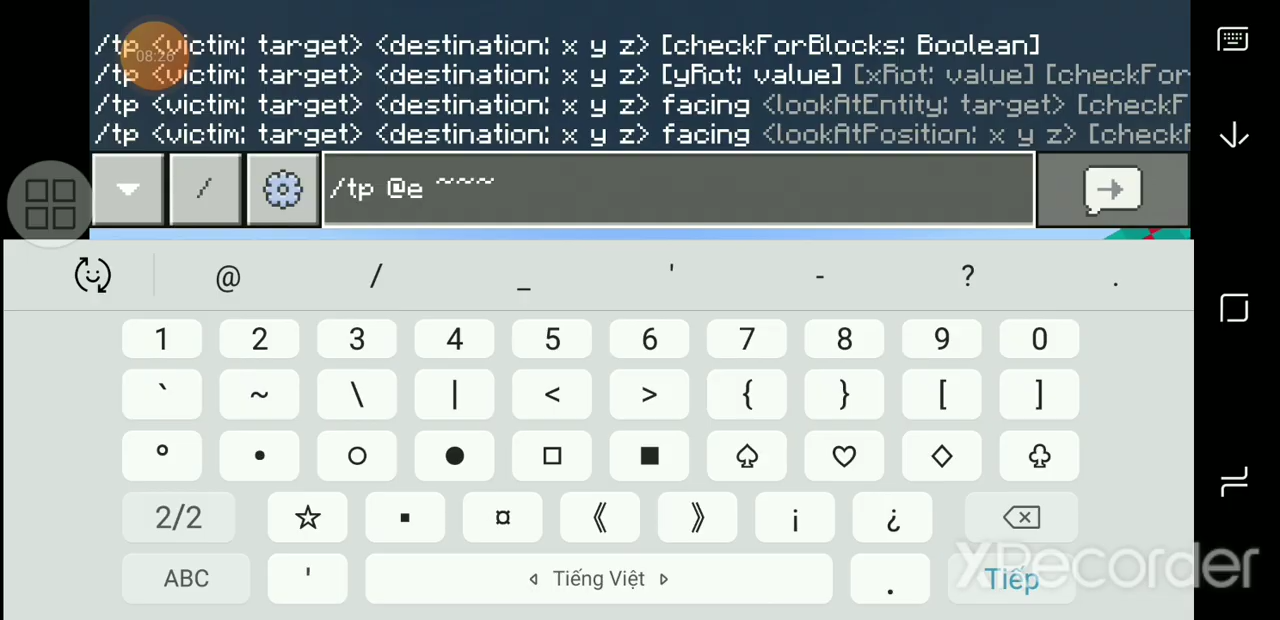 /tp <victim: target> <destination: x y z> [checkForBlocks: Boolean]
08:26
/tp <victim: target> <destination: x y z> [yRot: value] [xRot: value] [checkFor
/tp <victim: target> <destination: x y z> facing <lookAtEntity: target> [checkF
/tp <victim: target> <destination: x y z> facing <lookAtPosition: x y z> [check
/ /tp @e ~~~
@ / _ ' - ? .
1 2 3 4 5 6 7 8 9 0
` ~ \ | < > { } [ ]
° • ○ ● □ ■ ♤ ♡ ◇ ♧
2/2 ☆ ▪ ¤ 《 》 ¡ ¿
ABC ' Tiếng Việt . Tiếp
XRecorder